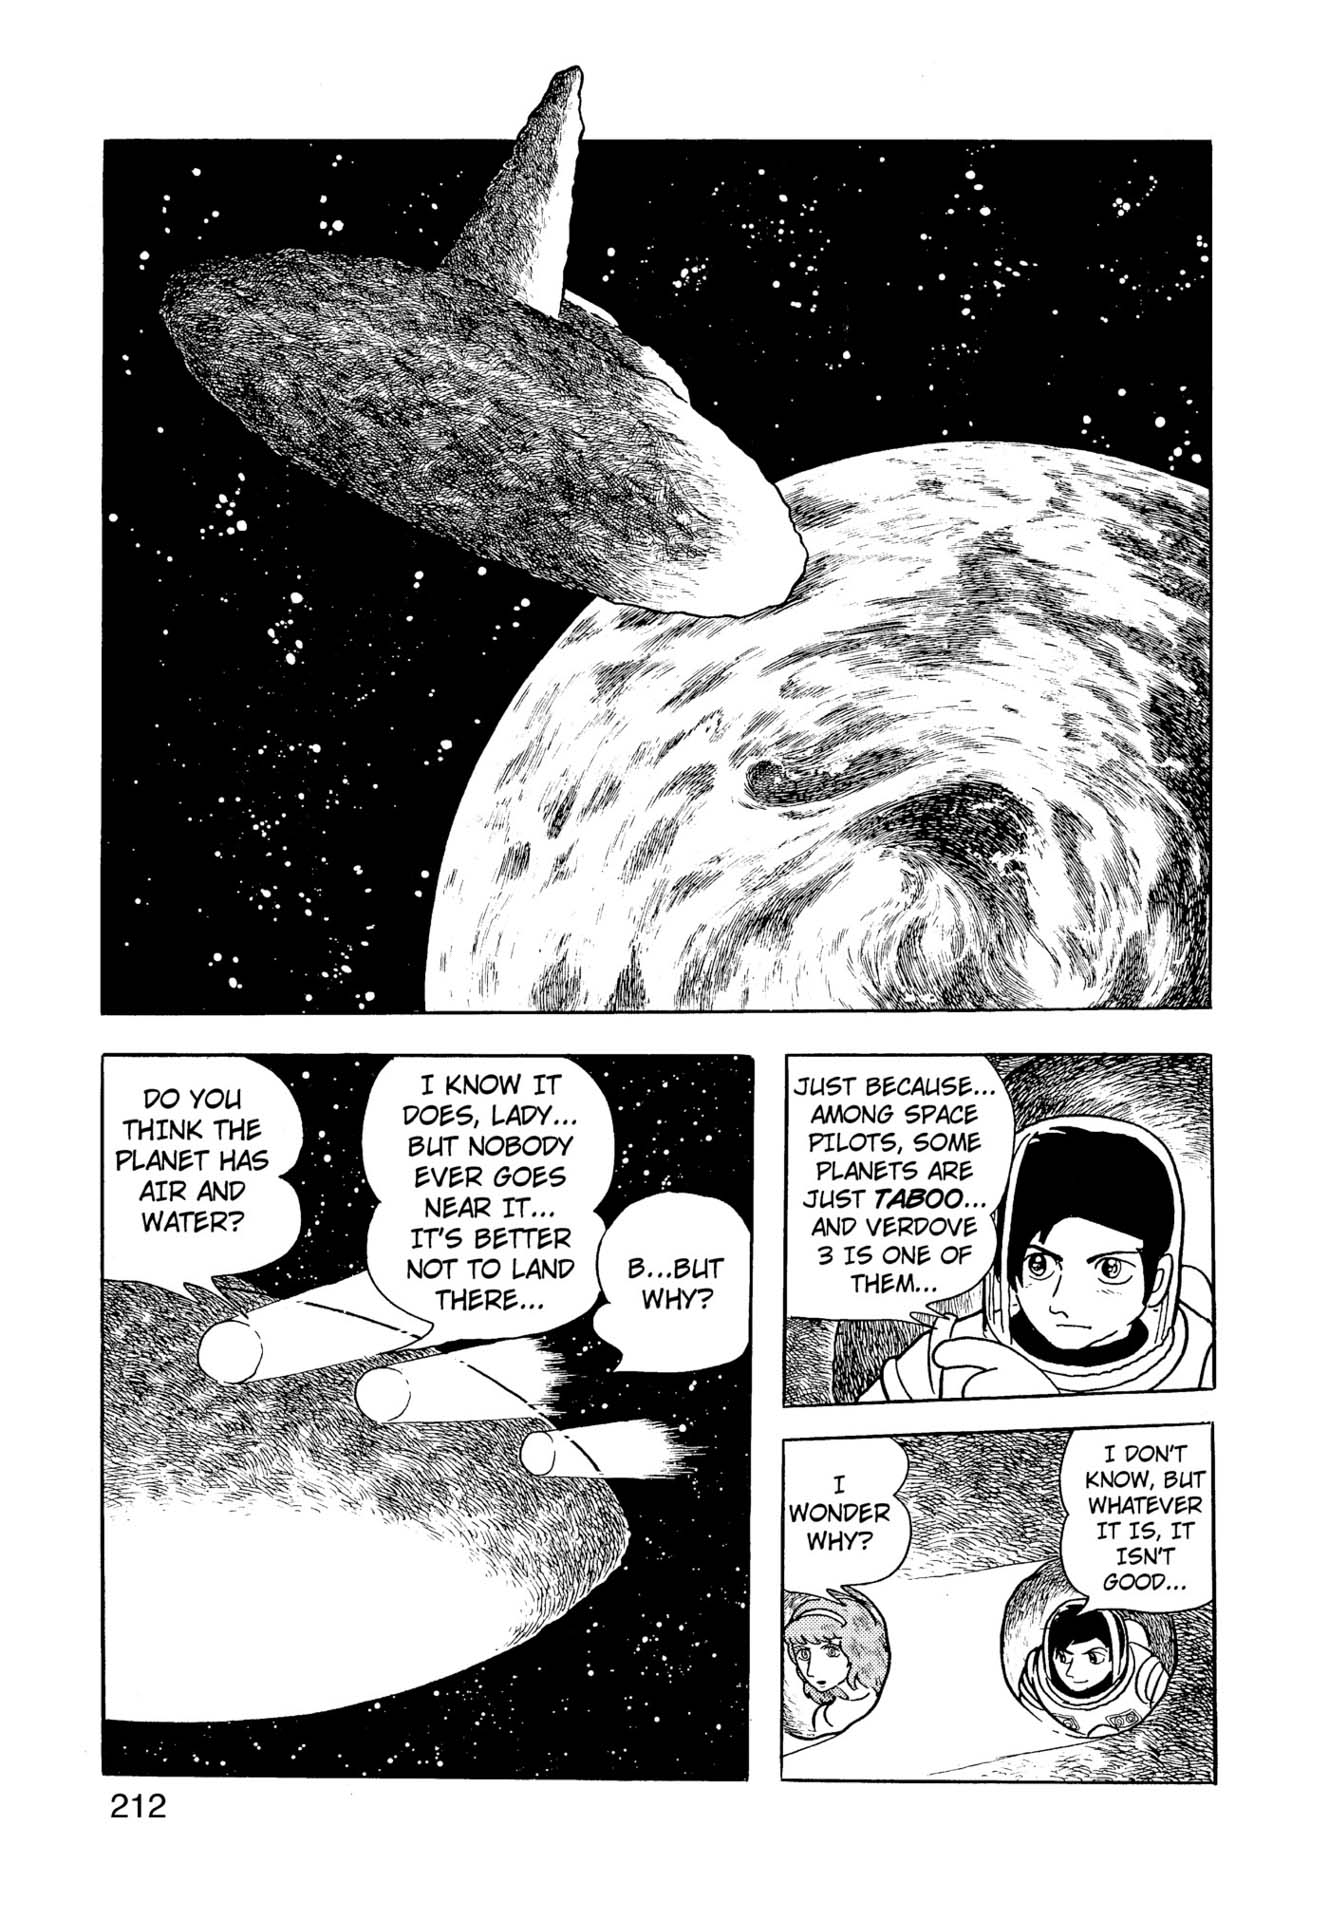 DO YOU
THINK THE
PLANET HAS
AIR AND
WATER?
I KNOW IT
DOES, LADY...
BUT NOBODY
EVER GOES
NEAR IT...
IT'S BETTER
NOT TO LAND
THERE...
B...BUT
WHY?
JUST BECAUSE...
AMONG SPACE
PILOTS, SOME
PLANETS ARE
JUST TABOO...
AND VERDOVE
3 IS ONE OF
THEM...
I
WONDER
WHY?
I DON'T
KNOW, BUT
WHATEVER
IT IS, IT
ISN'T
GOOD...
212